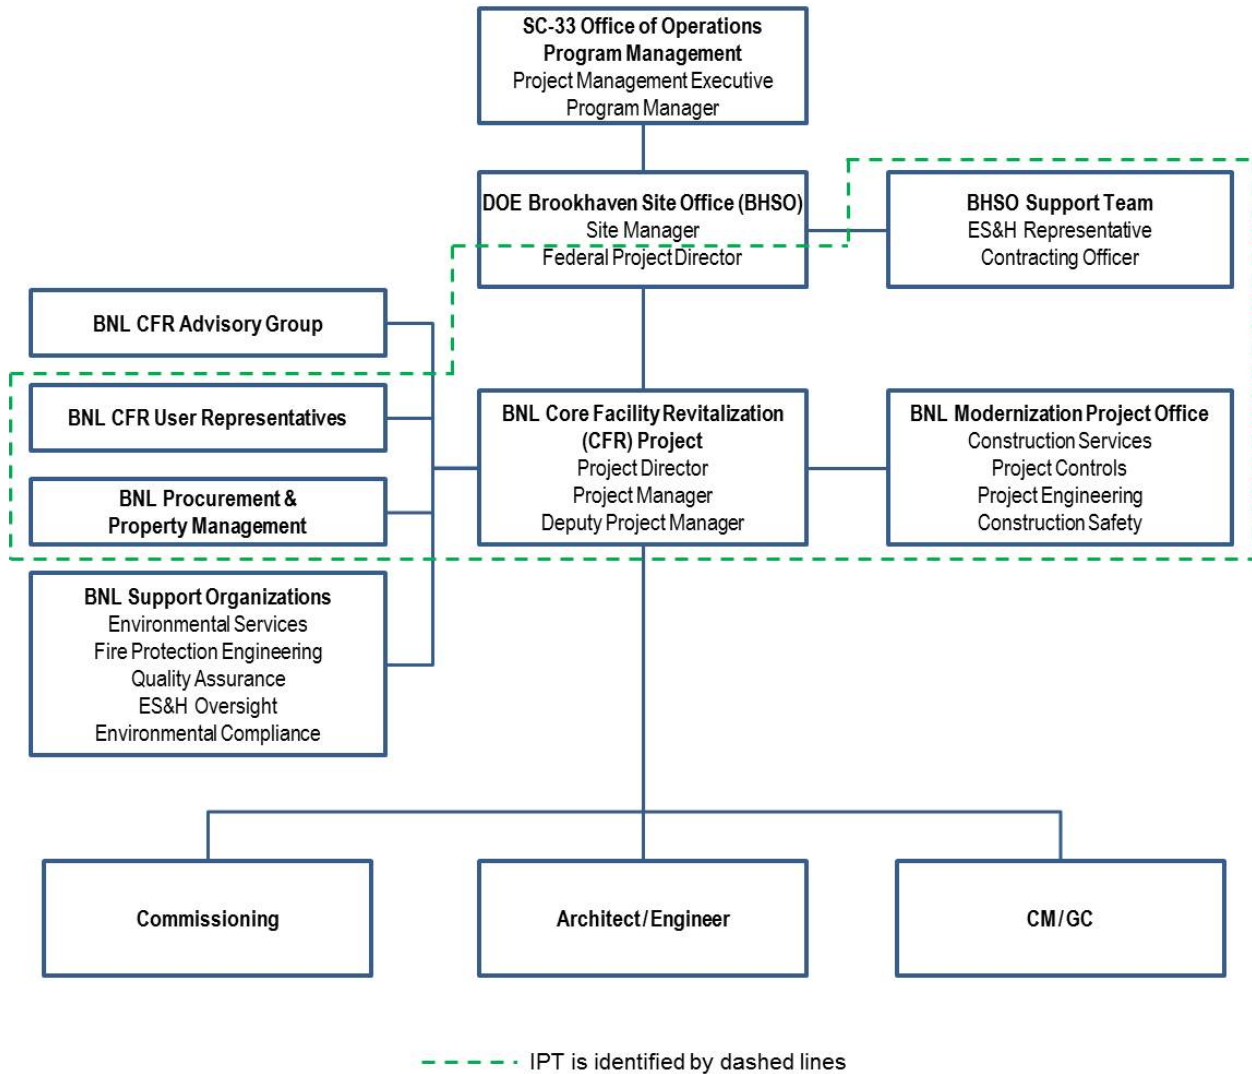 SC-33 Office of Operations
Program Management
Project Management Executive
Program Manager
DOE Brookhaven Site Office (BHSO)
Site Manager
Federal Project Director
BHSO Support Team
ES&H Representative
Contracting Officer
BNL CFR Advisory Group
BNL CFR User Representatives
BNL Procurement &
Property Management
BNL Core Facility Revitalization
(CFR) Project
Project Director
Project Manager
Deputy Project Manager
BNL Modernization Project Office
Construction Services
Project Controls
Project Engineering
Construction Safety
BNL Support Organizations
Environmental Services
Fire Protection Engineering
Quality Assurance
ES&H Oversight
Environmental Compliance
Commissioning
Architect/Engineer
CM/GC
IPT is identified by dashed lines